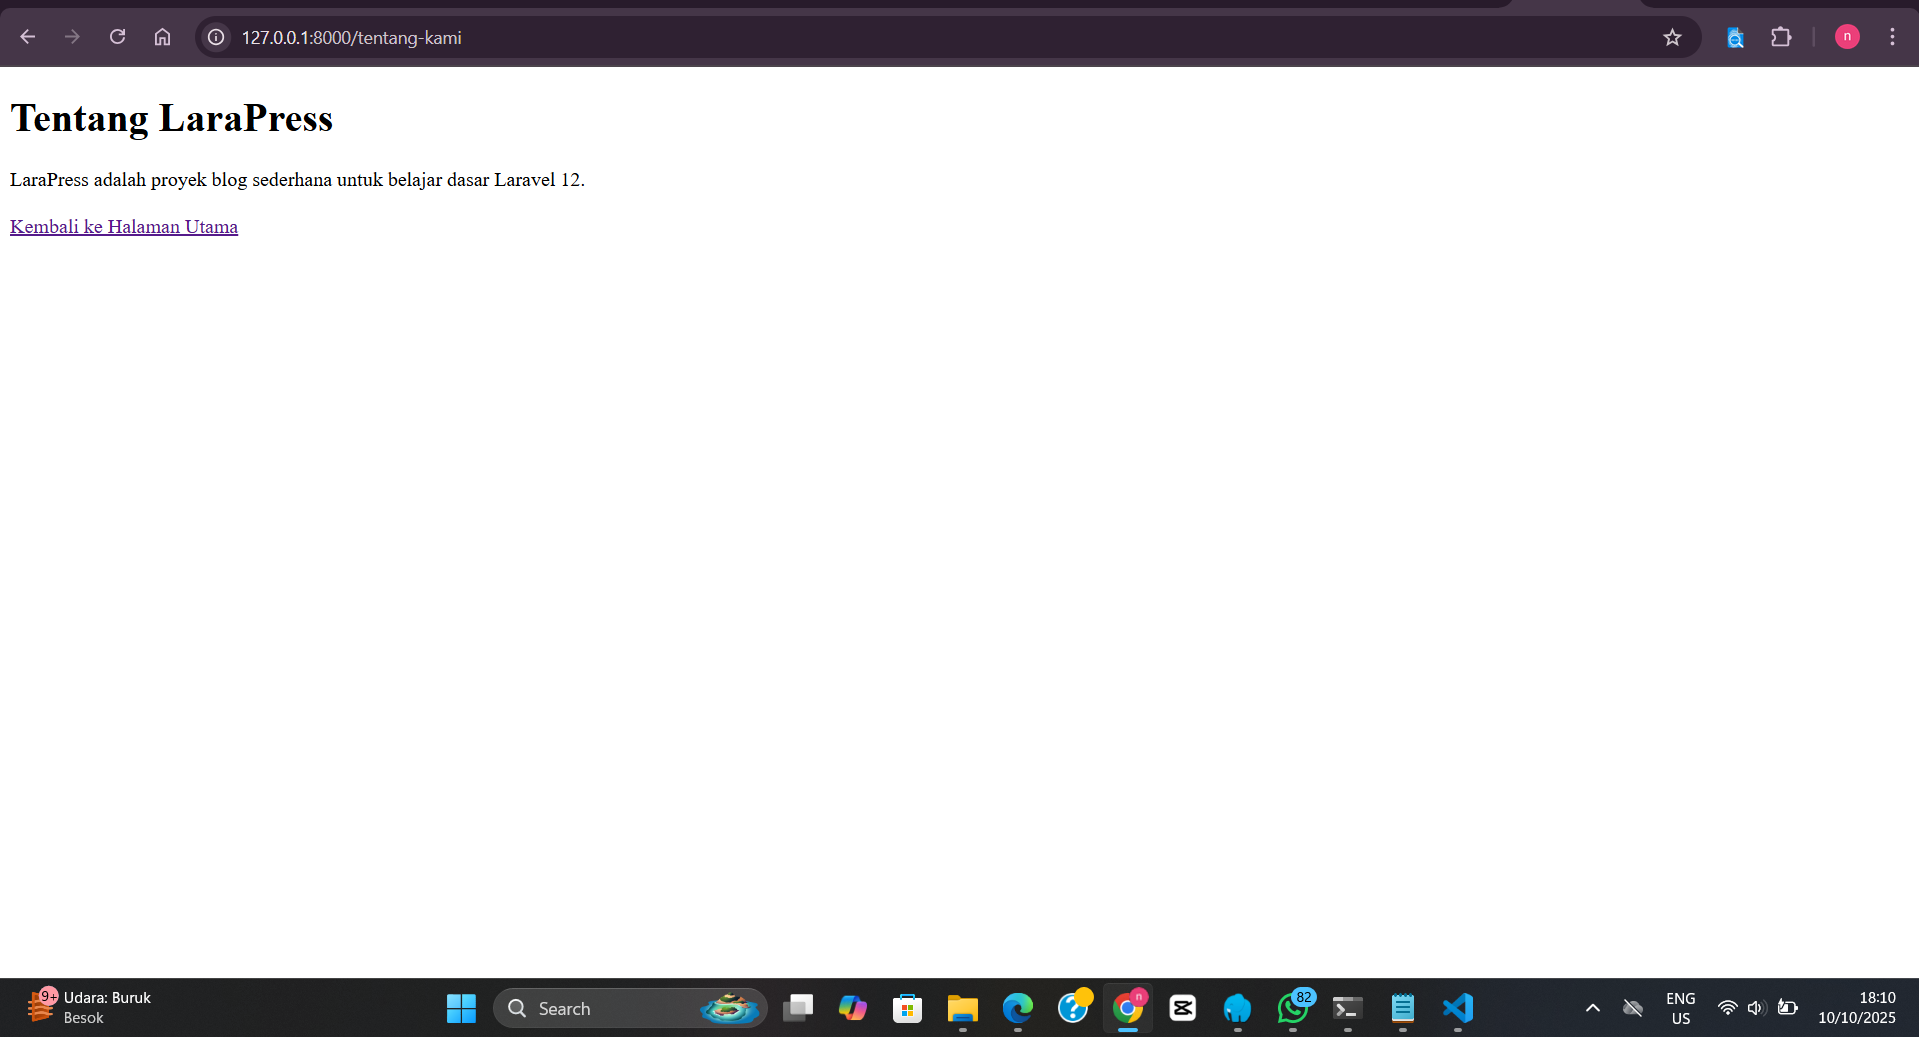 127.0.0.1:8000/tentang-kami
n
Tentang LaraPress
LaraPress adalah proyek blog sederhana untuk belajar dasar Laravel 12.
Kembali ke Halaman Utama
9+
Udara: Buruk
Besok
Search
n
82
ENG
US
18:10
10/10/2025